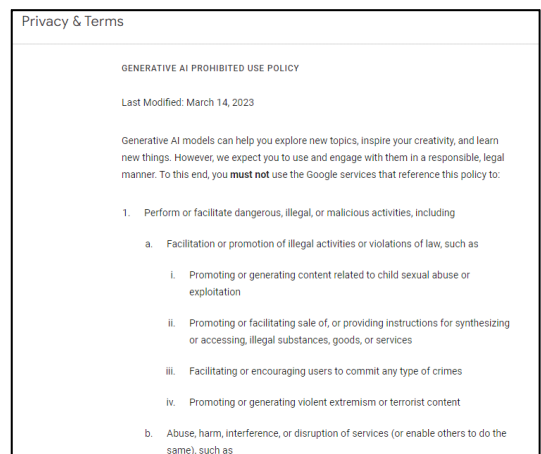 Privacy & Terms
GENERATIVE AI PROHIBITED USE POLICY
Last Modified: March 14, 2023
Generative AI models can help you explore new topics, inspire your creativity, and learn
new things. However, we expect you to use and engage with them in a responsible, legal
manner. To this end, you must not use the Google services that reference this policy to:
1. Perform or facilitate dangerous, illegal, or malicious activities, including
a. Facilitation or promotion of illegal activities or violations of law, such as
i. Promoting or generating content related to child sexual abuse or
exploitation
ii. Promoting or facilitating sale of, or providing instructions for synthesizing
or accessing, illegal substances, goods, or services
iii. Facilitating or encouraging users to commit any type of crimes
iv. Promoting or generating violent extremism or terrorist content
b. Abuse, harm, interference, or disruption of services (or enable others to do the
same), such as